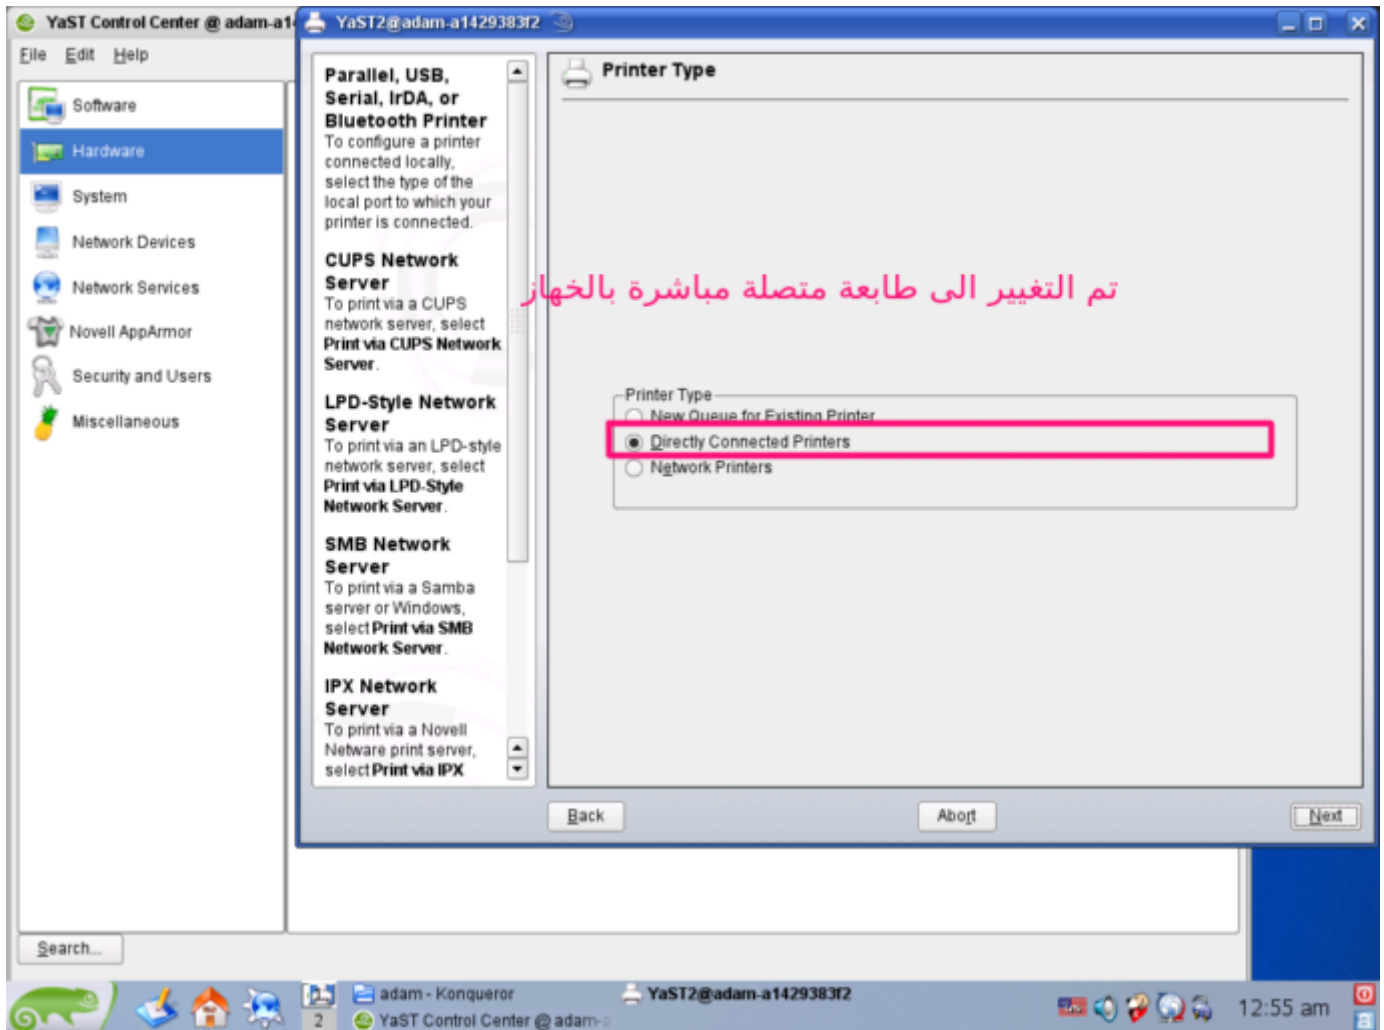 YaST Control Center @ adam-a14
YaST2@adam-a1429383f2
File Edit Help
Software
Hardware
System
Network Devices
Network Services
Novell AppArmor
Security and Users
Miscellaneous
Search...
Parallel, USB,
Serial, IrDA, or
Bluetooth Printer
To configure a printer
connected locally,
select the type of the
local port to which your
printer is connected.
CUPS Network
Server
To print via a CUPS
network server, select
Print via CUPS Network
Server.
LPD-Style Network
Server
To print via an LPD-style
network server, select
Print via LPD-Style
Network Server.
SMB Network
Server
To print via a Samba
server or Windows,
select Print via SMB
Network Server.
IPX Network
Server
To print via a Novell
Netware print server,
select Print via IPX
Printer Type
تم التغيير الى طابعة متصلة مباشرة بالخهاز
Printer Type
New Queue for Existing Printer
Directly Connected Printers
Network Printers
Back Abort Next
2
adam - Konqueror
YaST Control Center @ adam-a
YaST2@adam-a1429383f2
12:55 am